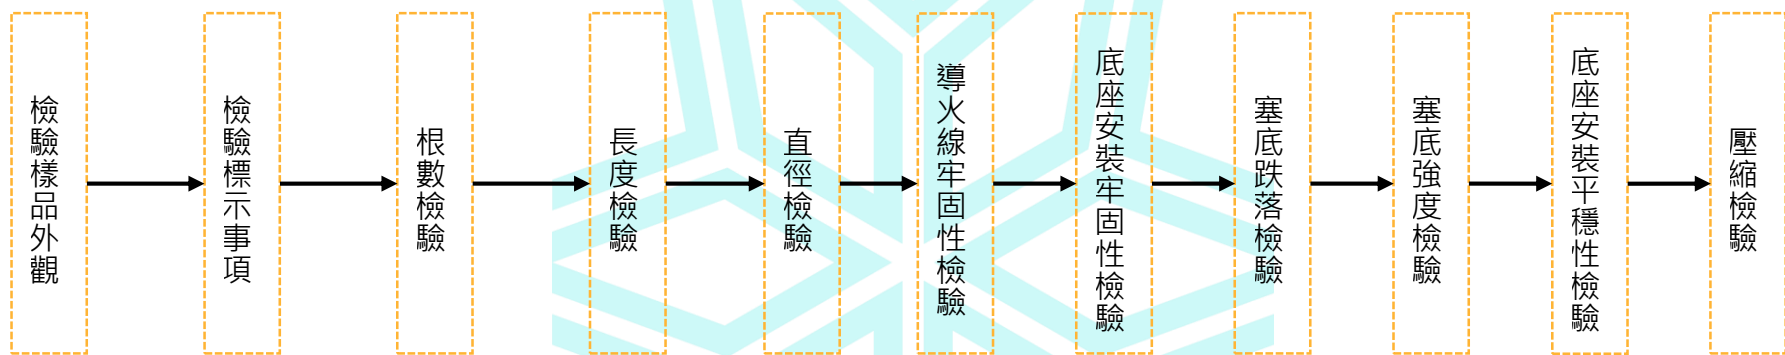 檢驗樣品外觀
檢驗標示事項
根數檢驗
長度檢驗
直徑檢驗
導火線牢固性檢驗
底座安裝牢固性檢驗
塞底跌落檢驗
塞底強度檢驗
底座安裝平穩性檢驗
壓縮檢驗